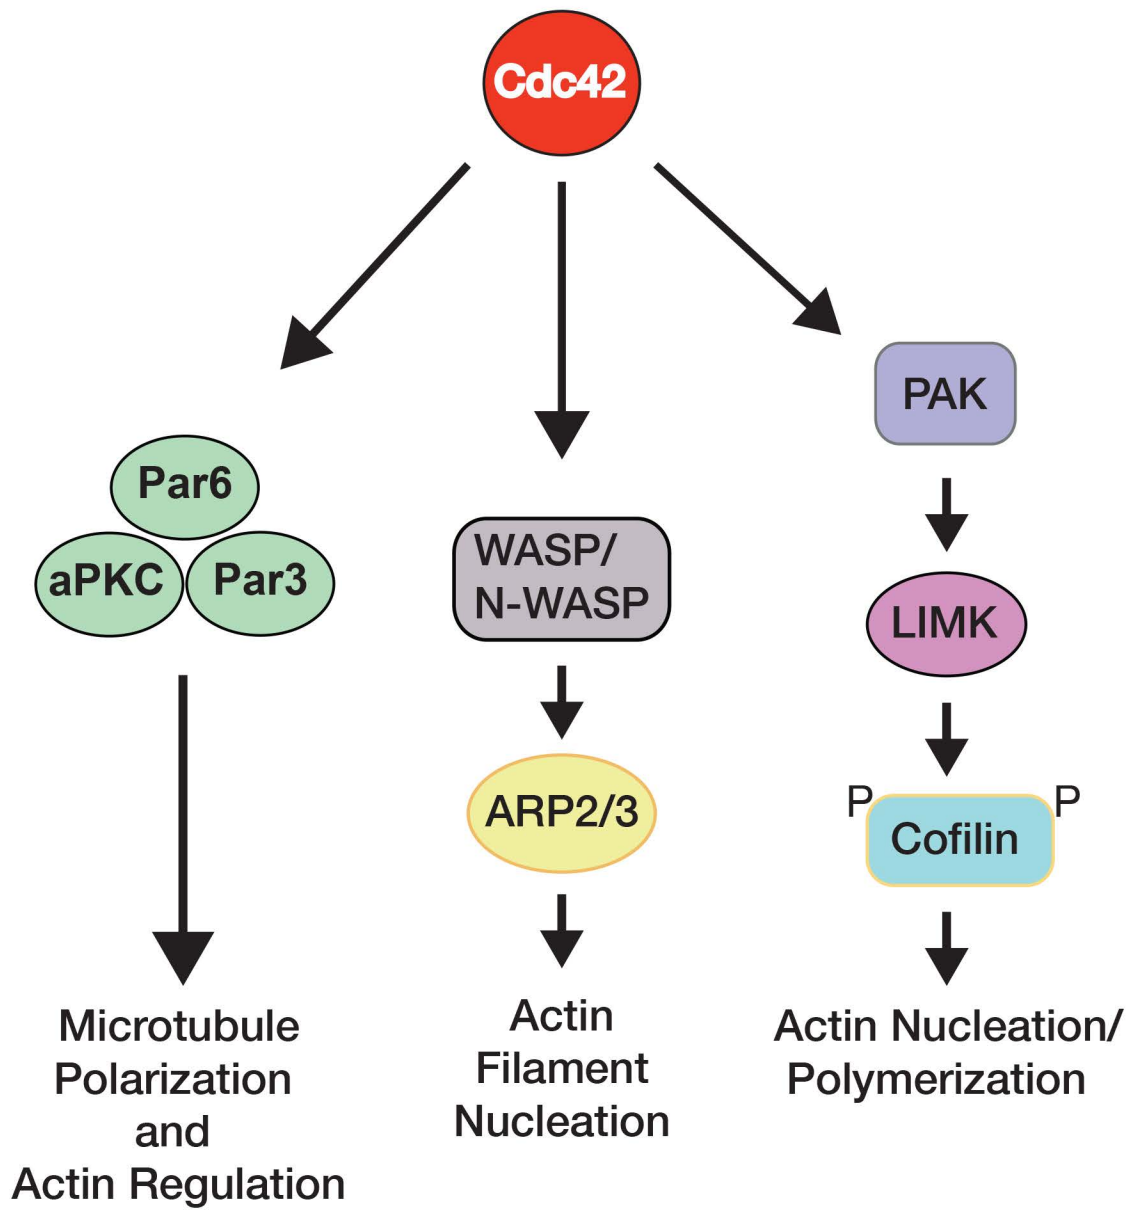 Cdc42
PAK
Par6
aPKC
Par3
WASP/
N-WASP
LIMK
ARP2/3
P
P
Cofilin
Microtubule
Polarization
and
Actin Regulation
Actin
Filament
Nucleation
Actin Nucleation/
Polymerization